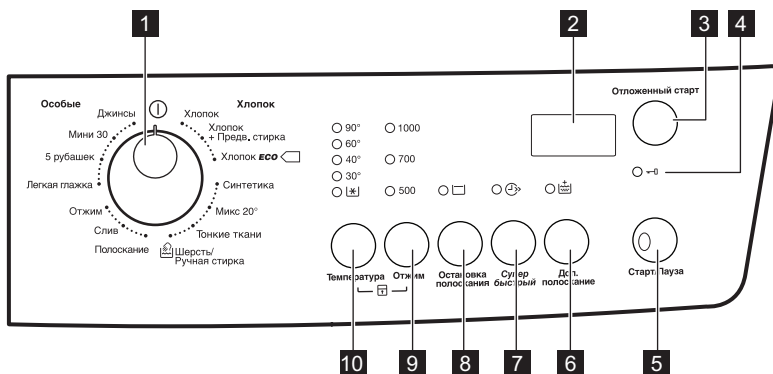 1
2
3
4
Особые
Хлопок
Отложенный старт
Джинсы
Хлопок
Мини 30
Хлопок
+ Предв. стирка
5 рубашек
Хлопок ECO
Легкая глажка
Синтетика
Отжим
Микс 20°
Слив
Тонкие ткани
Полоскание
Шерсть/
Ручная стирка
90°
60°
40°
30°
1000
700
500
Температура
Отжим
Остановка
полоскания
Супер
быстрый
Доп.
полоскание
Старт/Пауза
10
9
8
7
6
5